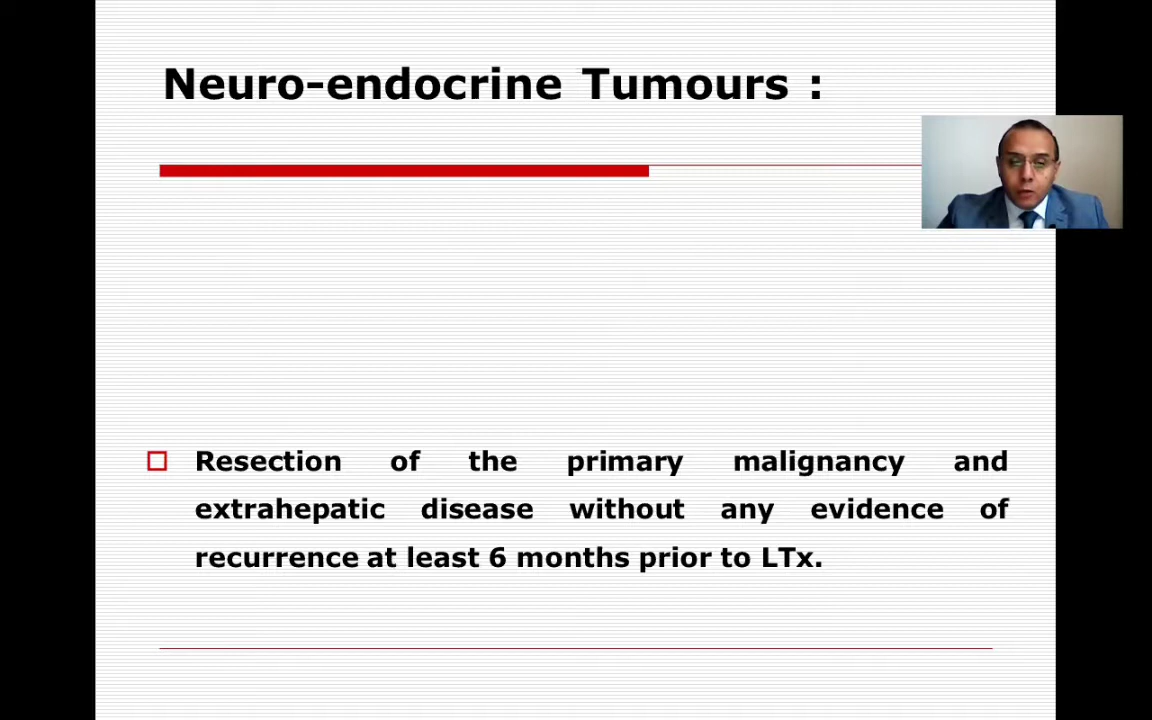 Neuro-endocrine Tumours :
Resection of the primary malignancy and
extrahepatic disease without any evidence of
recurrence at least 6 months prior to LTx.